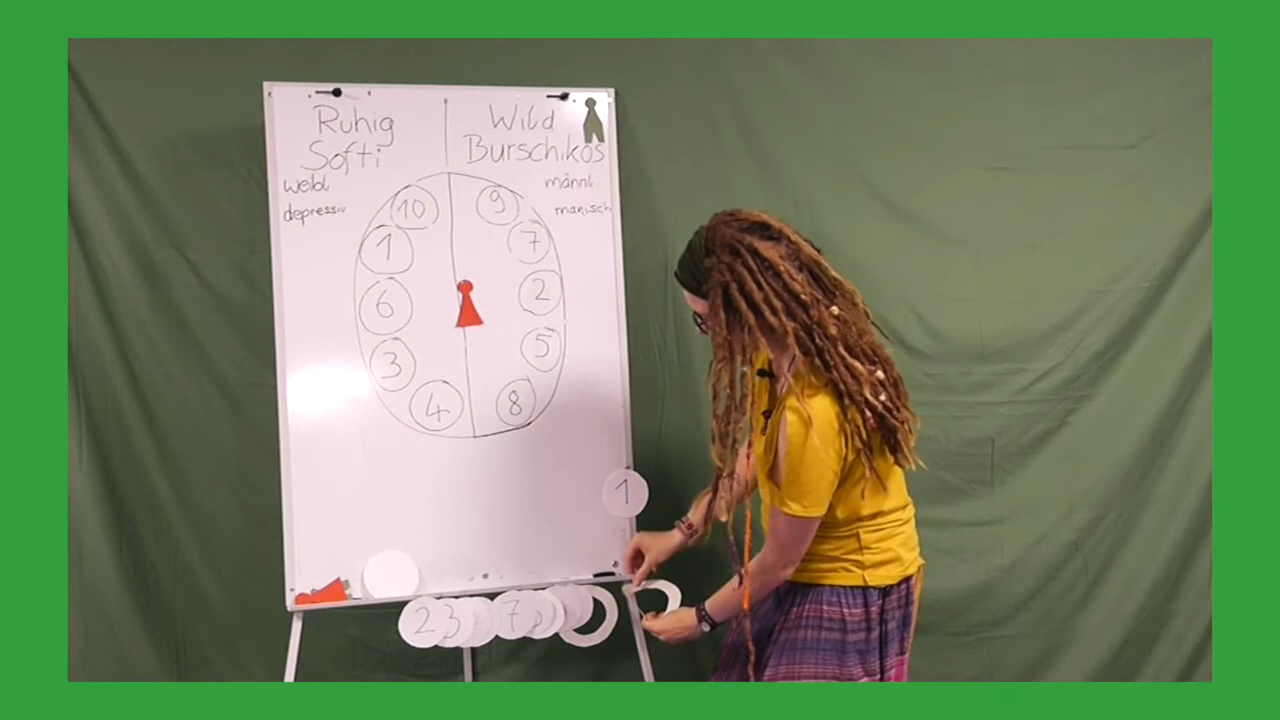 Ruhig
Softi
weibl
depressiv
Wild
Burschikos
männl
manisch
10
9
1
7
6
2
3
5
4
8
1
2
3
7